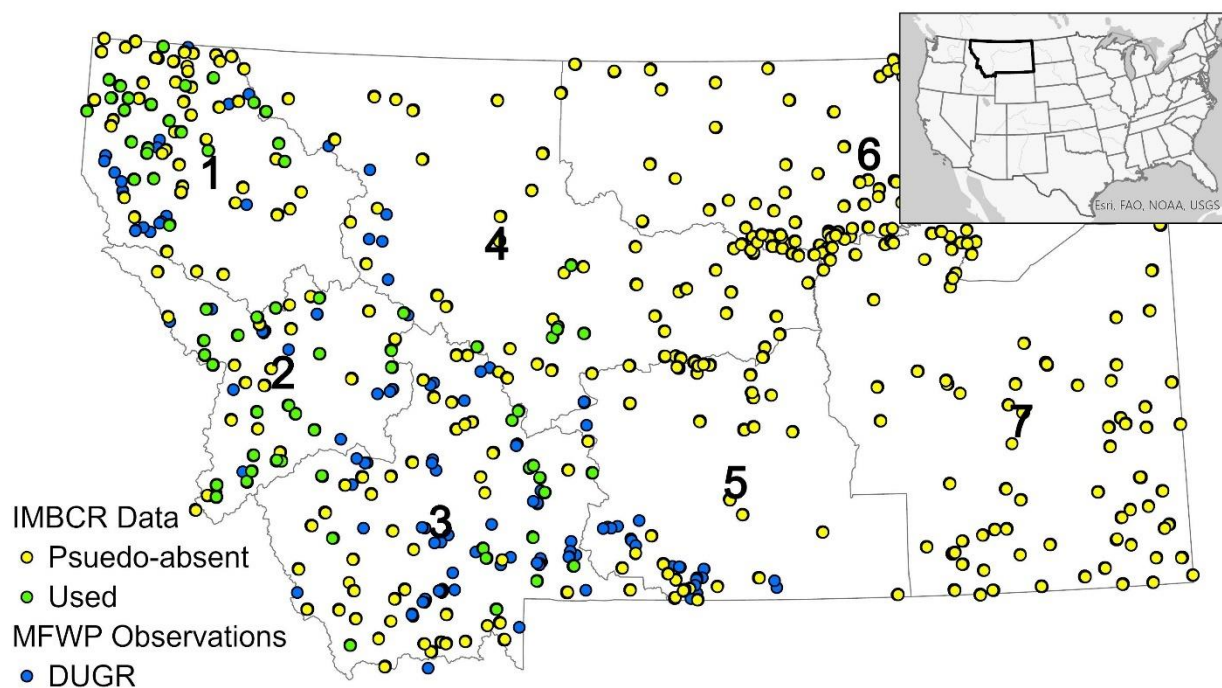 1
6
Esri, FAO, NOAA, USGS
4
2
7
5
3
IMBCR Data
Psuedo-absent
Used
MFWP Observations
DUGR